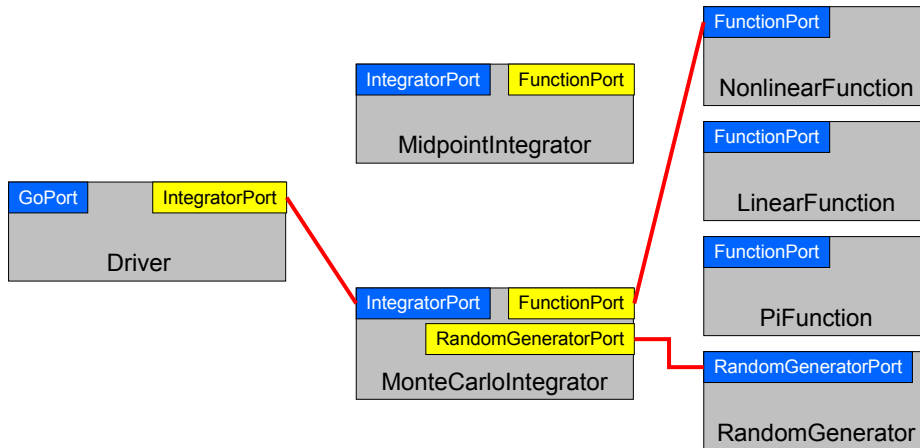 GoPort
IntegratorPort
Driver
IntegratorPort
FunctionPort
MidpointIntegrator
IntegratorPort
FunctionPort
RandomGeneratorPort
MonteCarloIntegrator
FunctionPort
NonlinearFunction
FunctionPort
LinearFunction
FunctionPort
PiFunction
RandomGeneratorPort
RandomGenerator